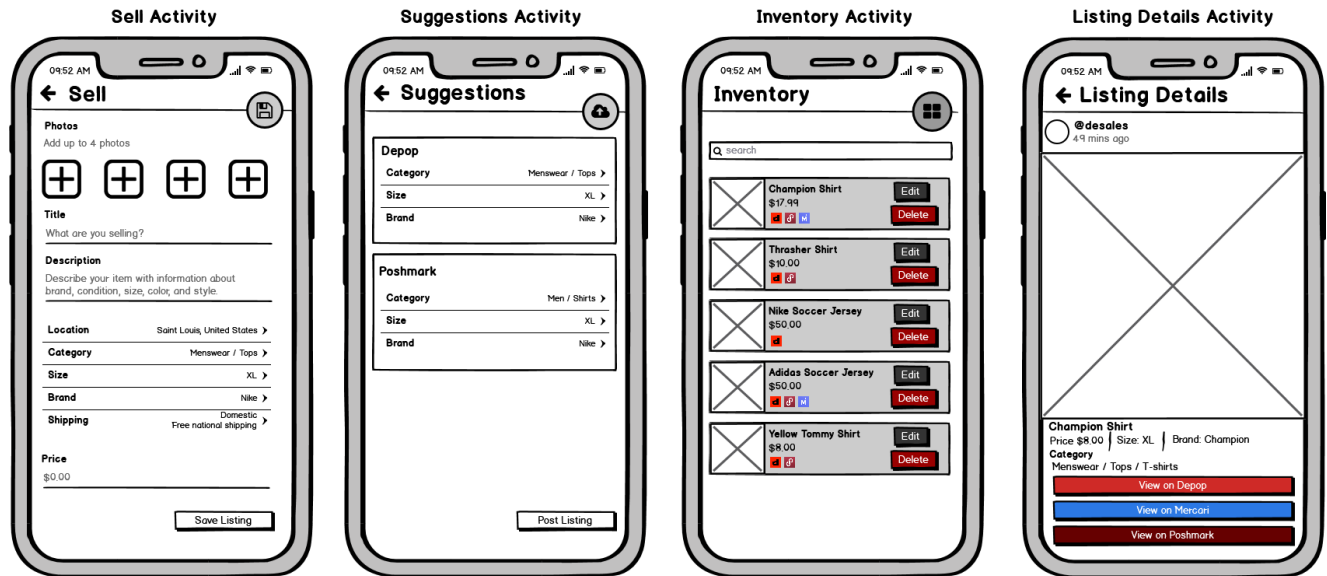 Sell Activity
09:52 AM
Sell
Photos
Add up to 4 photos
Title
What are you selling?
Description
Describe your item with information about
brand, condition, size, color, and style.
Location Saint Louis, United States
Category Menswear / Tops
Size XL
Brand Nike
Shipping Domestic
Free national shipping
Price
$0.00
Save Listing
Suggestions Activity
09:52 AM
Suggestions
Depop
Category Menswear / Tops
Size XL
Brand Nike
Poshmark
Category Men / Shirts
Size XL
Brand Nike
Post Listing
Inventory Activity
09:52 AM
Inventory
search
Champion Shirt
$17.99
d P M
Edit
Delete
Thrasher Shirt
$10.00
d P
Edit
Delete
Nike Soccer Jersey
$50.00
d
Edit
Delete
Adidas Soccer Jersey
$50.00
d P M
Edit
Delete
Yellow Tommy Shirt
$8.00
d P
Edit
Delete
Listing Details Activity
09:52 AM
Listing Details
@desales
49 mins ago
Champion Shirt
Price $8.00 Size: XL Brand: Champion
Category
Menswear / Tops / T-shirts
View on Depop
View on Mercari
View on Poshmark